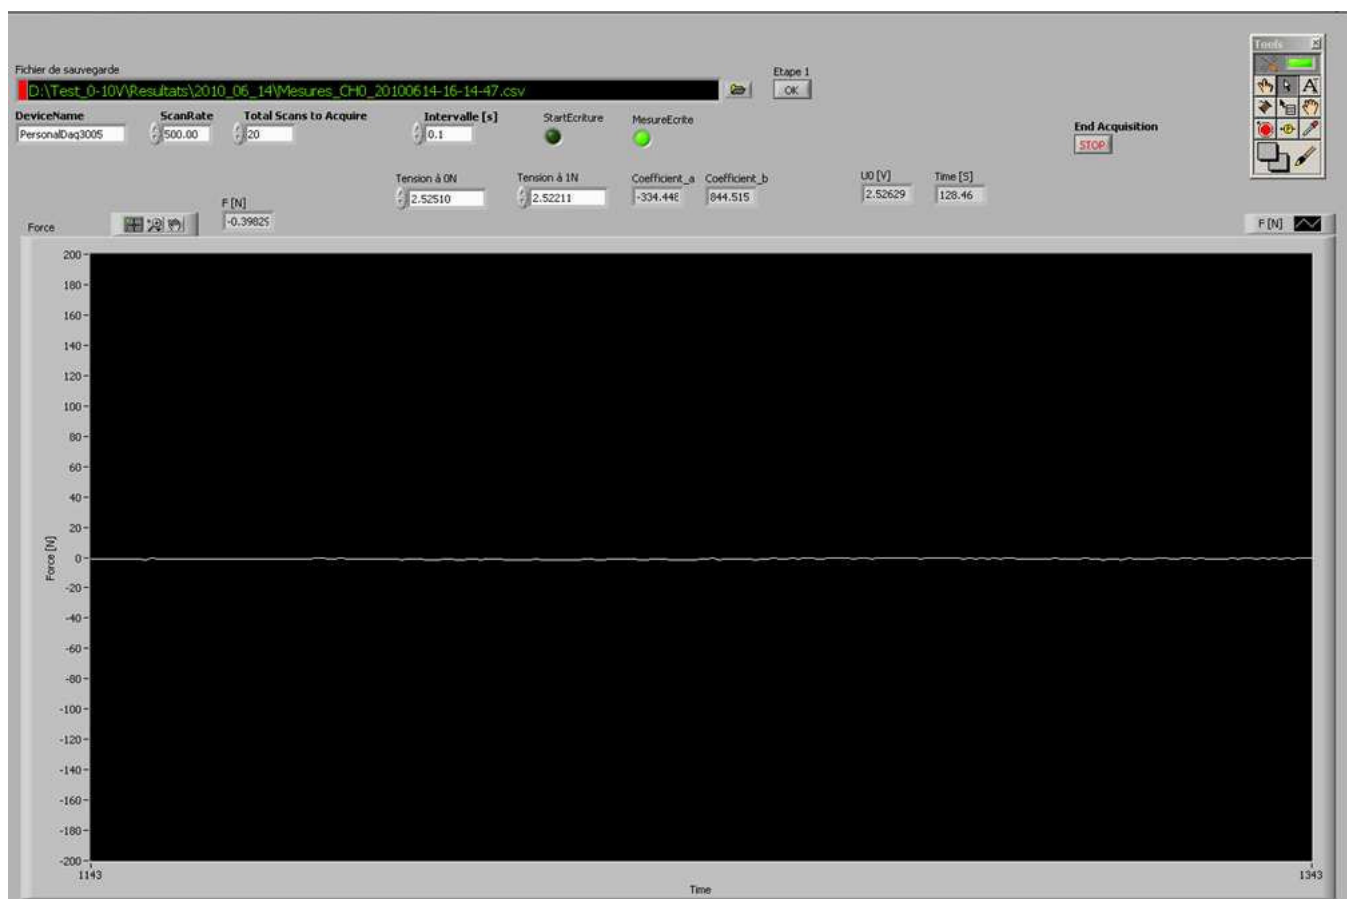 Tools
Fichier de sauvegarde
D:\Test_0-10V\Resultats\2010_06_14\Mesures_CH0_20100614-16-14-47.csv
Etape 1
OK
DeviceName ScanRate Total Scans to Acquire Intervalle [s] StartEcriture MesureEcrite End Acquisition
PersonalDaq3005 500.00 20 0.1 STOP
Tension à 0N Tension à 1N Coefficient_a Coefficient_b U0 [V] Time [S]
2.52510 2.52211 -334.448 844.515 2.52629 128.46
F [N]
-0.39829
Force F [N]
200
180
160
140
120
100
80
60
40
20
0
-20
-40
-60
-80
-100
-120
-140
-160
-180
-200
Force [N]
1143 1343
Time